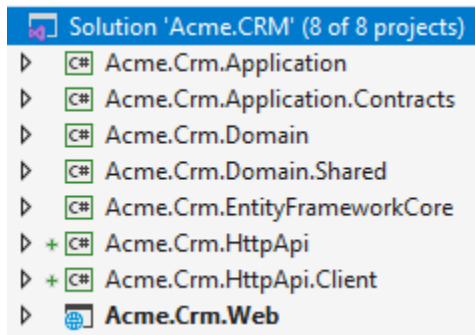 Solution 'Acme.CRM' (8 of 8 projects)
C# Acme.Crm.Application
C# Acme.Crm.Application.Contracts
C# Acme.Crm.Domain
C# Acme.Crm.Domain.Shared
C# Acme.Crm.EntityFrameworkCore
+ C# Acme.Crm.HttpApi
+ C# Acme.Crm.HttpApi.Client
Acme.Crm.Web